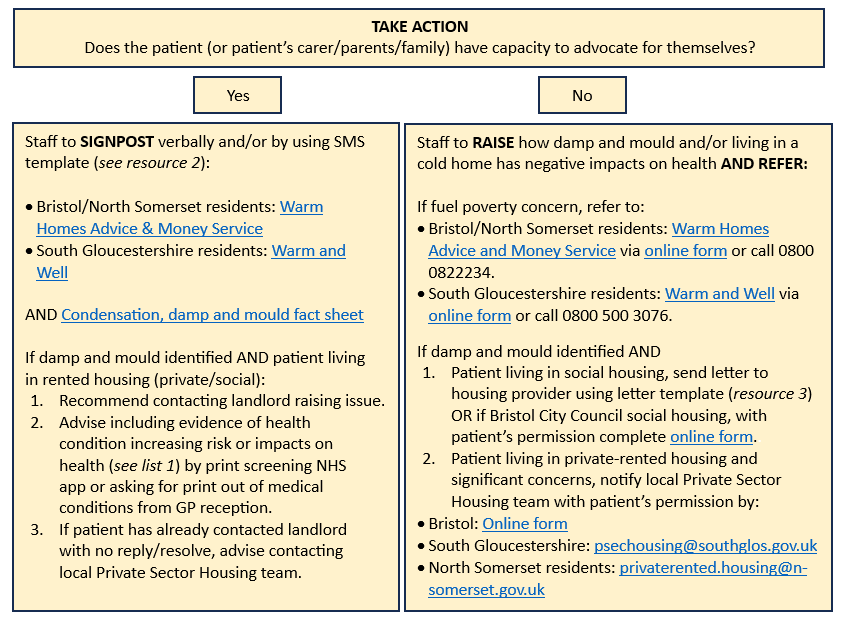 TAKE ACTION
Does the patient (or patient's carer/parents/family) have capacity to advocate for themselves?
Yes
No
Staff to SIGNPOST verbally and/or by using SMS
template (see resource 2):
• Bristol/North Somerset residents: Warm
Homes Advice & Money Service
• South Gloucestershire residents: Warm and
Well
AND Condensation, damp and mould fact sheet
If damp and mould identified AND patient living
in rented housing (private/social):
1. Recommend contacting landlord raising issue.
2. Advise including evidence of health
condition increasing risk or impacts on
health (see list 1) by print screening NHS
app or asking for print out of medical
conditions from GP reception.
3. If patient has already contacted landlord
with no reply/resolve, advise contacting
local Private Sector Housing team.
Staff to RAISE how damp and mould and/or living in a
cold home has negative impacts on health AND REFER:
If fuel poverty concern, refer to:
• Bristol/North Somerset residents: Warm Homes
Advice and Money Service via online form or call 0800
0822234.
• South Gloucestershire residents: Warm and Well via
online form or call 0800 500 3076.
If damp and mould identified AND
1. Patient living in social housing, send letter to
housing provider using letter template (resource 3)
OR if Bristol City Council social housing, with
patient's permission complete online form.
2. Patient living in private-rented housing and
significant concerns, notify local Private Sector
Housing team with patient's permission by:
• Bristol: Online form
• South Gloucestershire: psechousing@southglos.gov.uk
• North Somerset residents: privaterented.housing@n-
somerset.gov.uk